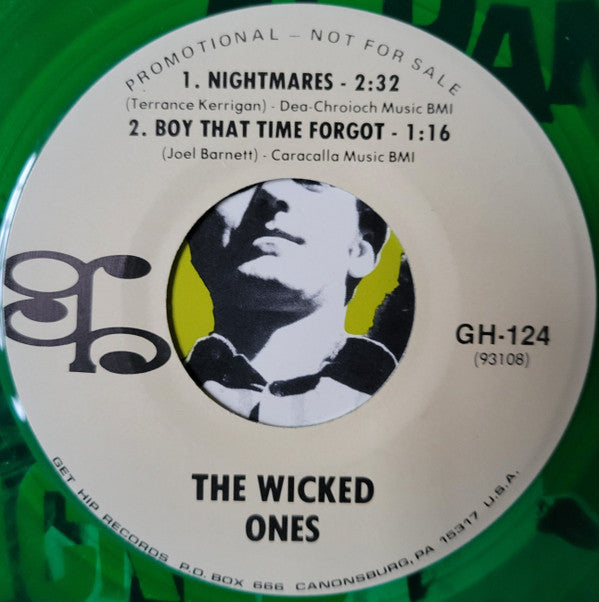 PROMOTIONAL – NOT FOR SALE
1. NIGHTMARES - 2:32
(Terrance Kerrigan) - Dea-Chroioch Music BMI
2. BOY THAT TIME FORGOT - 1:16
(Joel Barnett) - Caracalla Music BMI
GH-124
(93108)
THE WICKED
ONES
GET HIP RECORDS P.O. BOX 666 CANONSBURG, PA 15317 U.S.A.